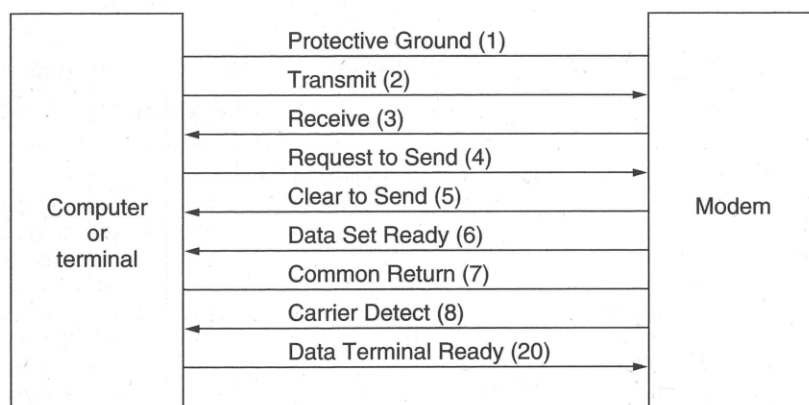 Protective Ground (1)
Transmit (2)
Receive (3)
Request to Send (4)
Clear to Send (5)
Data Set Ready (6)
Common Return (7)
Carrier Detect (8)
Data Terminal Ready (20)
Computer
or
terminal
Modem